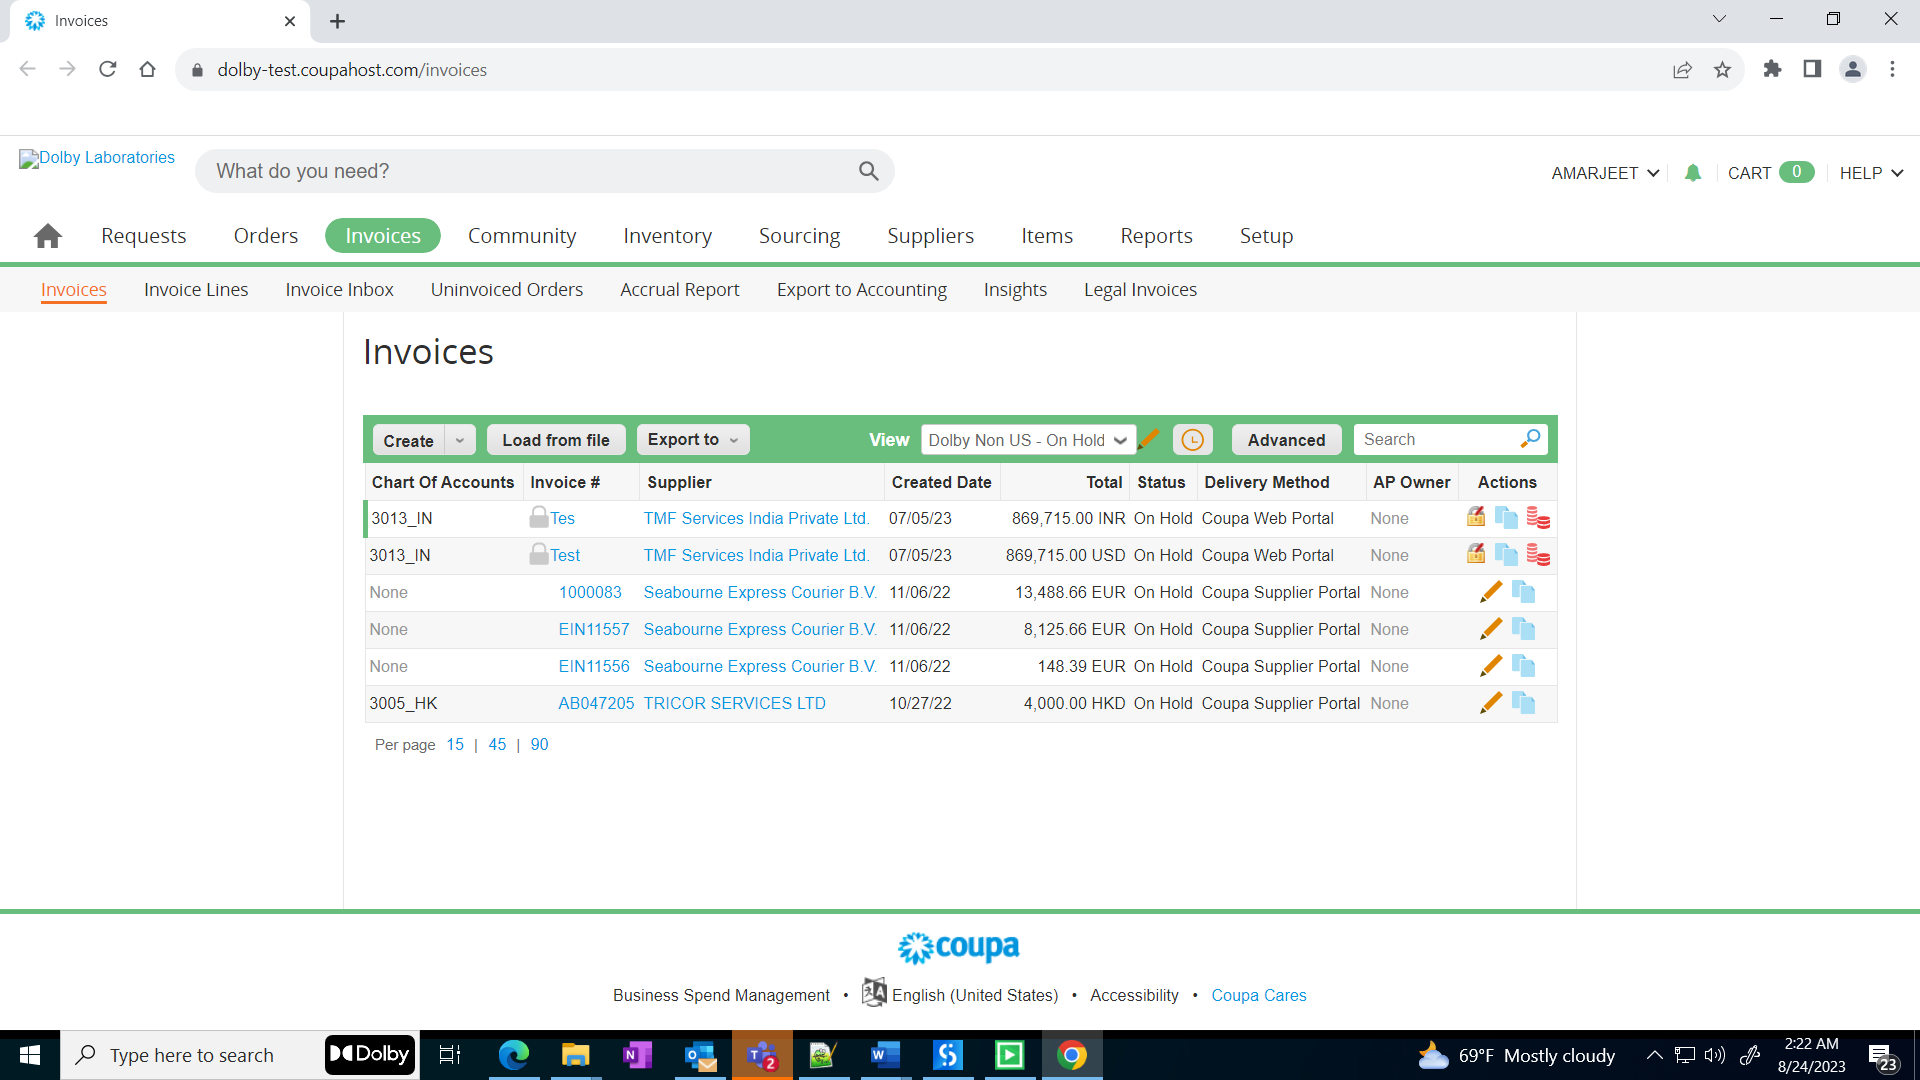 Invoices
dolby-test.coupahost.com/invoices
Dolby Laboratories
What do you need?
AMARJEET
CART 0
HELP
Requests Orders Invoices Community Inventory Sourcing Suppliers Items Reports Setup
Invoices Invoice Lines Invoice Inbox Uninvoiced Orders Accrual Report Export to Accounting Insights Legal Invoices
Invoices
Create Load from file Export to View Dolby Non US - On Hold Advanced Search
Chart Of Accounts Invoice # Supplier Created Date Total Status Delivery Method AP Owner Actions
3013_IN Tes TMF Services India Private Ltd. 07/05/23 869,715.00 INR On Hold Coupa Web Portal None
3013_IN Test TMF Services India Private Ltd. 07/05/23 869,715.00 USD On Hold Coupa Web Portal None
None 1000083 Seabourne Express Courier B.V. 11/06/22 13,488.66 EUR On Hold Coupa Supplier Portal None
None EIN11557 Seabourne Express Courier B.V. 11/06/22 8,125.66 EUR On Hold Coupa Supplier Portal None
None EIN11556 Seabourne Express Courier B.V. 11/06/22 148.39 EUR On Hold Coupa Supplier Portal None
3005_HK AB047205 TRICOR SERVICES LTD 10/27/22 4,000.00 HKD On Hold Coupa Supplier Portal None
Per page 15 | 45 | 90
coupa
Business Spend Management • English (United States) • Accessibility • Coupa Cares
Type here to search
Dolby
2
69°F Mostly cloudy
2:22 AM
8/24/2023
23